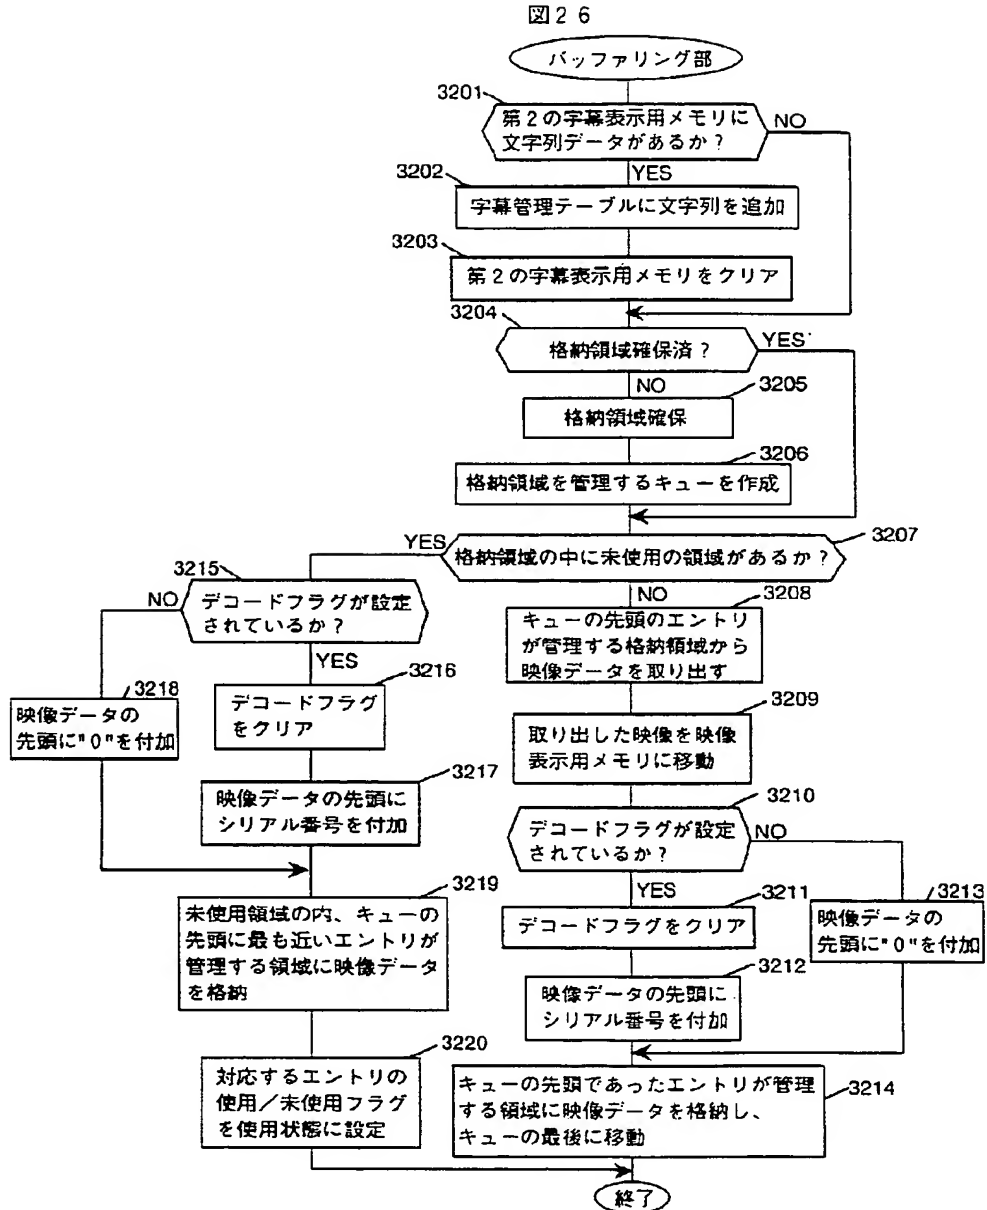 図26
バッファリング部
3201
第2の字幕表示用メモリに
文字列データがあるか?
NO
YES
3202
字幕管理テーブルに文字列を追加
3203
第2の字幕表示用メモリをクリア
3204
格納領域確保済?
YES
NO
3205
格納領域確保
3206
格納領域を管理するキューを作成
3207
格納領域の中に未使用の領域があるか?
YES
NO
3215
デコードフラグが設定
されているか?
NO
YES
3216
デコードフラグ
をクリア
3218
映像データの
先頭に"0"を付加
3217
映像データの先頭に
シリアル番号を付加
3219
未使用領域の内、キューの
先頭に最も近いエントリが
管理する領域に映像データ
を格納
3220
対応するエントリの
使用/未使用フラグ
を使用状態に設定
3208
キューの先頭のエントリ
が管理する格納領域から
映像データを取り出す
3209
取り出した映像を映像
表示用メモリに移動
3210
デコードフラグが設定
されているか?
NO
YES
3211
デコードフラグをクリア
3213
映像データの
先頭に"0"を付加
3212
映像データの先頭に
シリアル番号を付加
3214
キューの先頭であったエントリが管理
する領域に映像データを格納し、
キューの最後に移動
終了